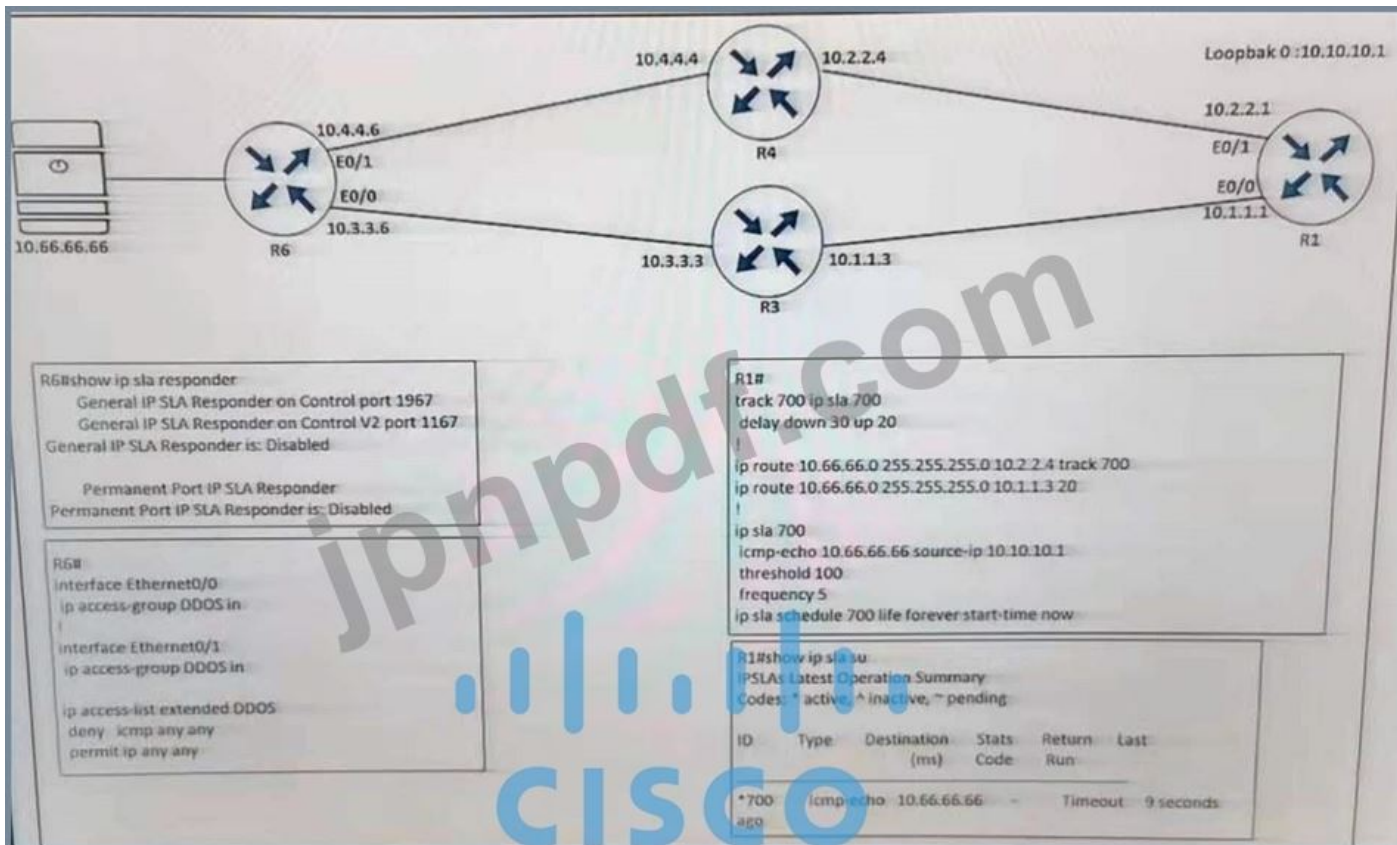 10.4.4.4
10.2.2.4
Loopbak 0 :10.10.10.1
10.4.4.6
E0/1
R4
10.2.2.1
E0/1
E0/0
E0/0
10.3.3.6
10.1.1.1
10.66.66.66
R6
R1
10.3.3.3
10.1.1.3
R3
R6#show ip sla responder
General IP SLA Responder on Control port 1967
General IP SLA Responder on Control V2 port 1167
General IP SLA Responder is: Disabled
Permanent Port IP SLA Responder
Permanent Port IP SLA Responder is: Disabled
R6#
interface Ethernet0/0
ip access-group DDOS in
!
interface Ethernet0/1
ip access-group DDOS in
ip access-list extended DDOS
deny icmp any any
permit ip any any
R1#
track 700 ip sla 700
delay down 30 up 20
!
ip route 10.66.66.0 255.255.255.0 10.2.2.4 track 700
ip route 10.66.66.0 255.255.255.0 10.1.1.3 20
!
ip sla 700
icmp-echo 10.66.66.66 source-ip 10.10.10.1
threshold 100
frequency 5
ip sla schedule 700 life forever start-time now
R1#show ip sla su
IPSLAs Latest Operation Summary
Codes: * active, ^ inactive, ~ pending
ID Type Destination Stats Return Last
(ms) Code Run
*700 icmp-echo 10.66.66.66 - Timeout 9 seconds
ago
jpnpdf.com
CISCO